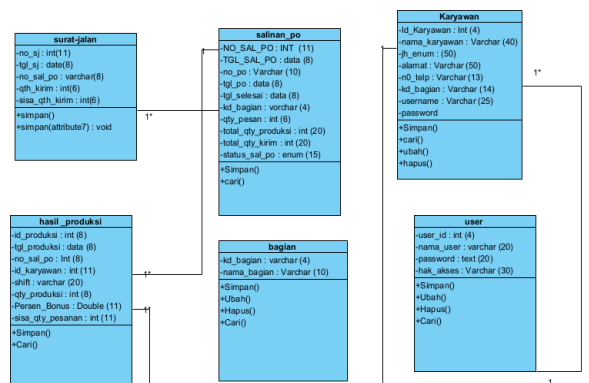 surat-jalan
-no_sj : int(11)
-tgl_sj : date(8)
-no_sal_po : varchar(8)
-qth_kirim : int(6)
-sisa_qth_kirim : int(6)
+simpan()
+simpan(attribute7) : void
1*
salinan_po
-NO_SAL_PO : INT (11)
-TGL_SAL_PO : data (8)
-no_po : Varchar (10)
-tgl_po : data (8)
-tgl_selesai : data (8)
-kd_bagian : vorchar (4)
-qty_pesan : int (6)
-total_qty_produksi : int (20)
-total_qty_kirim : int (20)
-status_sal_po : enum (15)
+Simpan()
+cari()
1
Karyawan
-Id_Karyawan : Int (4)
-nama_karyawan : Varchar (40)
-jh_enum : (50)
-alamat : Varchar (50)
-n0_telp : Varchar (13)
-kd_bagian : Varchar (14)
-username : Varchar (25)
-password
+Simpan()
+cari()
+ubah()
+hapus()
1*
hasil _produksi
-id_produksi : int (8)
-tgl_produksi : data (8)
-no_sal_po : Int (8)
-id_karyawan : int (11)
-shift : varchar (20)
-qty_produksi : int (8)
-Persen_Bonus : Double (11)
-sisa_qty_pesanan : int (11)
+Simpan()
+Cari()
1*
1*
bagian
-kd_bagian : varchar (4)
-nama_bagian : Varchar (10)
+Simpan()
+Ubah()
+Hapus()
+Cari()
user
-user_id : int (4)
-nama_user : varchar (20)
-password : text (20)
-hak_akses : Varchar (30)
+Simpan()
+Ubah()
+Hapus()
+Cari()
1